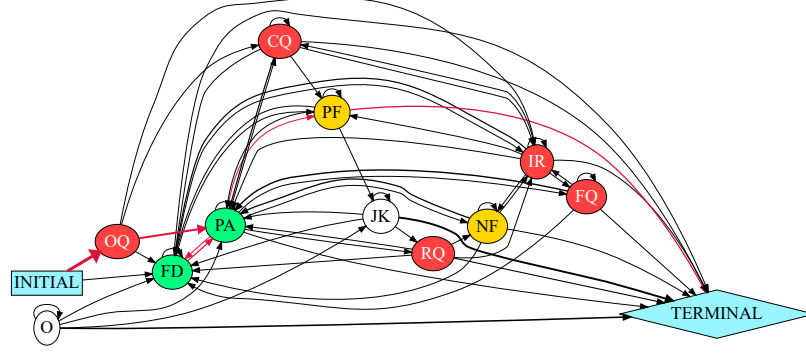 CQ
PF
IR
FQ
JK
PA
NF
OQ
RQ
FD
INITIAL
TERMINAL
O